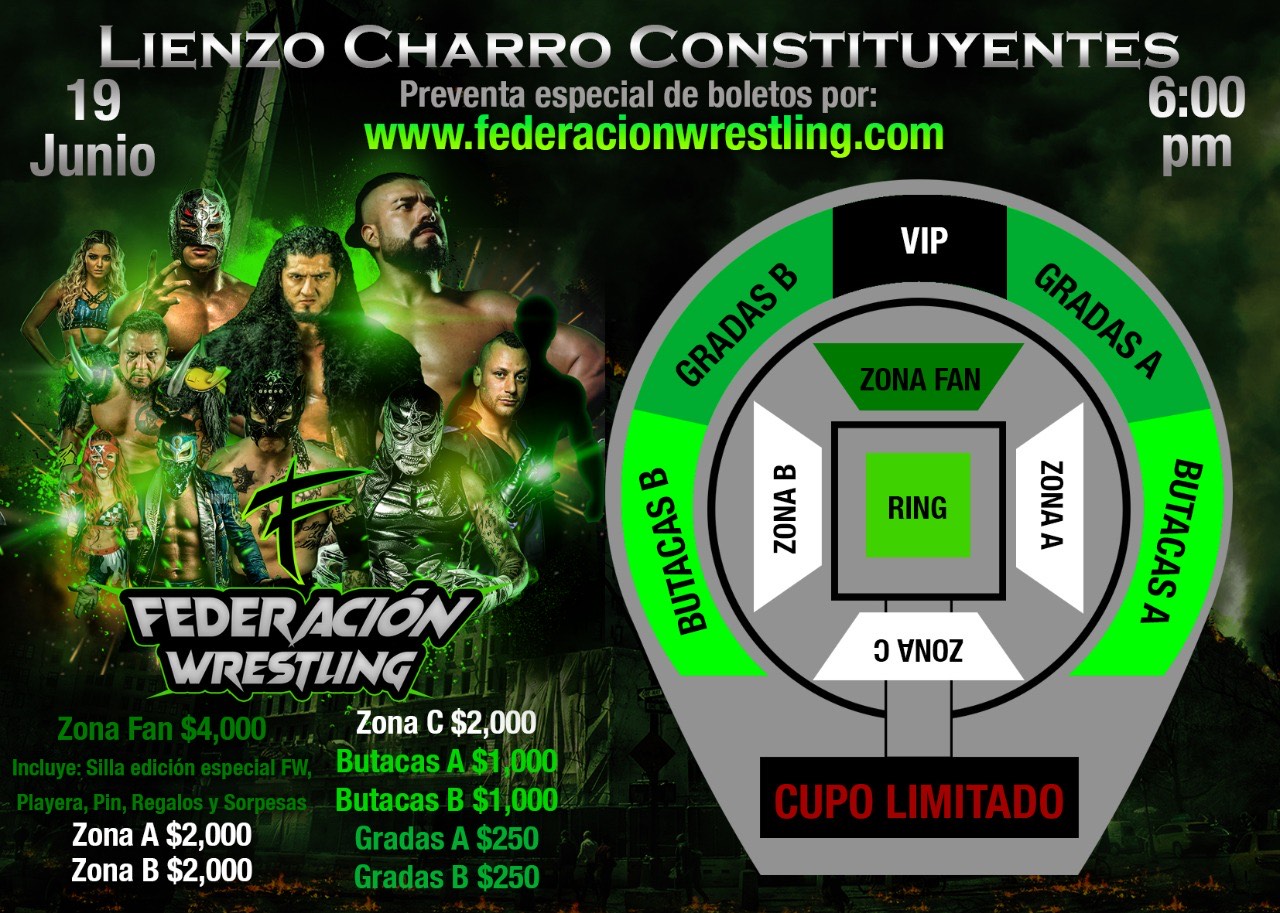 LIENZO CHARRO CONSTITUYENTES
19
Junio
Preventa especial de boletos por:
www.federacionwrestling.com
6:00
pm
VIP
GRADAS B
GRADAS A
ZONA FAN
ZONA B
RING
ZONA A
BUTACAS B
BUTACAS A
ZONA C
CUPO LIMITADO
FEDERACIÓN
WRESTLING
Zona Fan $4,000
Incluye: Silla edición especial FW,
Playera, Pin, Regalos y Sorpesas
Zona A $2,000
Zona B $2,000
Zona C $2,000
Butacas A $1,000
Butacas B $1,000
Gradas A $250
Gradas B $250